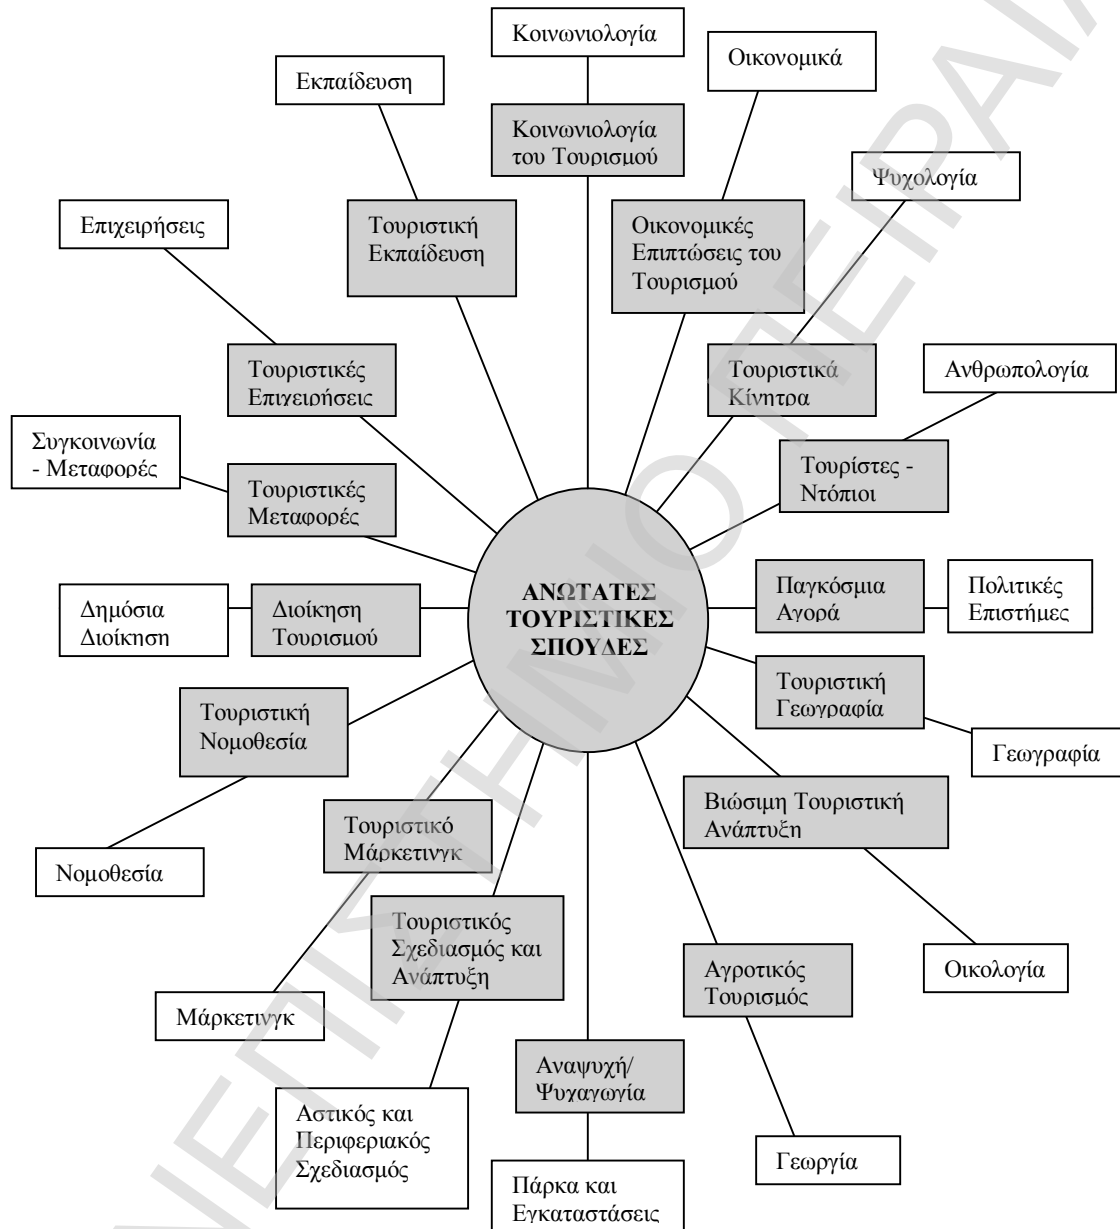 Κοινωνιολογία
Οικονομικά
Εκπαίδευση
Κοινωνιολογία
του Τουρισμού
Ψυχολογία
Τουριστική
Εκπαίδευση
Οικονομικές
Επιπτώσεις του
Τουρισμού
Επιχειρήσεις
Τουριστικές
Επιχειρήσεις
Τουριστικά
Κίνητρα
Ανθρωπολογία
Συγκοινωνία
- Μεταφορές
Τουριστικές
Μεταφορές
Τουρίστες -
Ντόπιοι
ΑΝΩΤΑΤΕΣ
ΤΟΥΡΙΣΤΙΚΕΣ
ΣΠΟΥΔΕΣ
Δημόσια
Διοίκηση
Διοίκηση
Τουρισμού
Παγκόσμια
Αγορά
Πολιτικές
Επιστήμες
Τουριστική
Νομοθεσία
Τουριστική
Γεωγραφία
Γεωγραφία
Νομοθεσία
Τουριστικό
Μάρκετινγκ
Βιώσιμη Τουριστική
Ανάπτυξη
Τουριστικός
Σχεδιασμός και
Ανάπτυξη
Αγροτικός
Τουρισμός
Οικολογία
Μάρκετινγκ
Αναψυχή/
Ψυχαγωγία
Αστικός και
Περιφεριακός
Σχεδιασμός
Γεωργία
Πάρκα και
Εγκαταστάσεις
ΝΕΠΙΣΤΗΜΙΟ ΠΕΙΡΑΙ